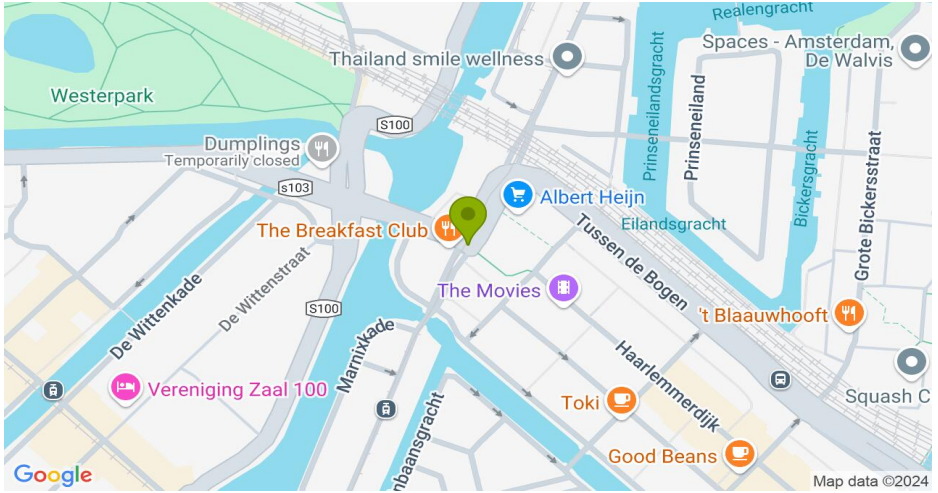 Realengracht
Thailand smile wellness
Spaces - Amsterdam,
De Walvis
Westerpark
S100
Prinseneilandsgracht
Prinseneiland
Bickersgracht
Grote Bickersstraat
Dumplings
Temporarily closed
s103
Albert Heijn
Eilandsgracht
The Breakfast Club
Tussen de Bogen
The Movies
De Wittenkade
De Wittenstraat
S100
't Blaauwhooft
Marnixkade
Haarlemmerdijk
Vereniging Zaal 100
Squash C
Toki
nbaansgracht
Good Beans
Google
Map data ©2024